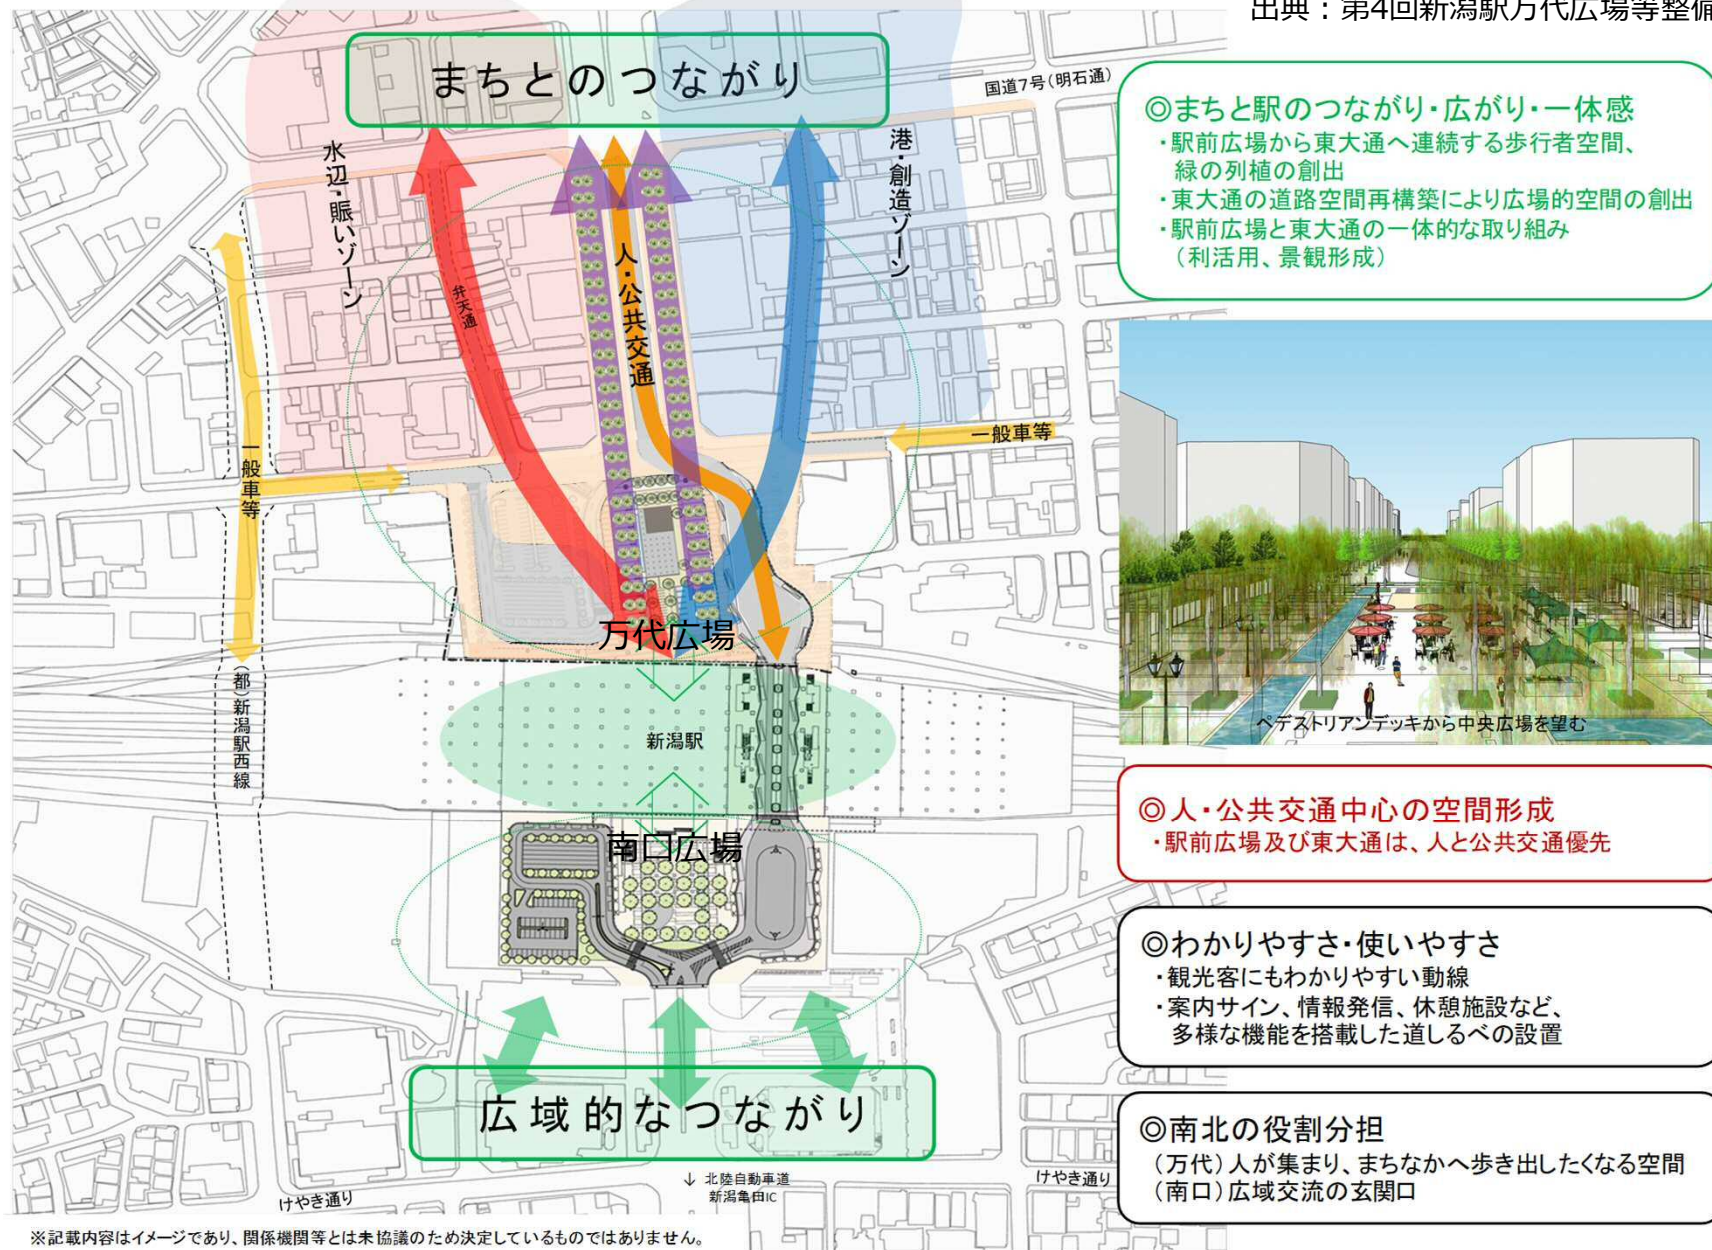 出典：第4回新潟駅万代広場等整備
まちとのつながり
国道7号（明石通）
水辺・賑いゾーン
港・創造ゾーン
弁天通
人・公共交通
一般車等
一般車等
万代広場
（都）新潟駅西線
新潟駅
南口広場
広域的なつながり
↓ 北陸自動車道
新潟亀田IC
けやき通り
けやき通り
※記載内容はイメージであり、関係機関等とは未協議のため決定しているものではありません。
◎まちと駅のつながり・広がり・一体感
・駅前広場から東大通へ連続する歩行者空間、
緑の列植の創出
・東大通の道路空間再構築により広場的空間の創出
・駅前広場と東大通の一体的な取り組み
（利活用、景観形成）
ペデストリアンデッキから中央広場を望む
◎人・公共交通中心の空間形成
・駅前広場及び東大通は、人と公共交通優先
◎わかりやすさ・使いやすさ
・観光客にもわかりやすい動線
・案内サイン、情報発信、休憩施設など、
多様な機能を搭載した道しるべの設置
◎南北の役割分担
（万代）人が集まり、まちなかへ歩き出したくなる空間
（南口）広域交流の玄関口